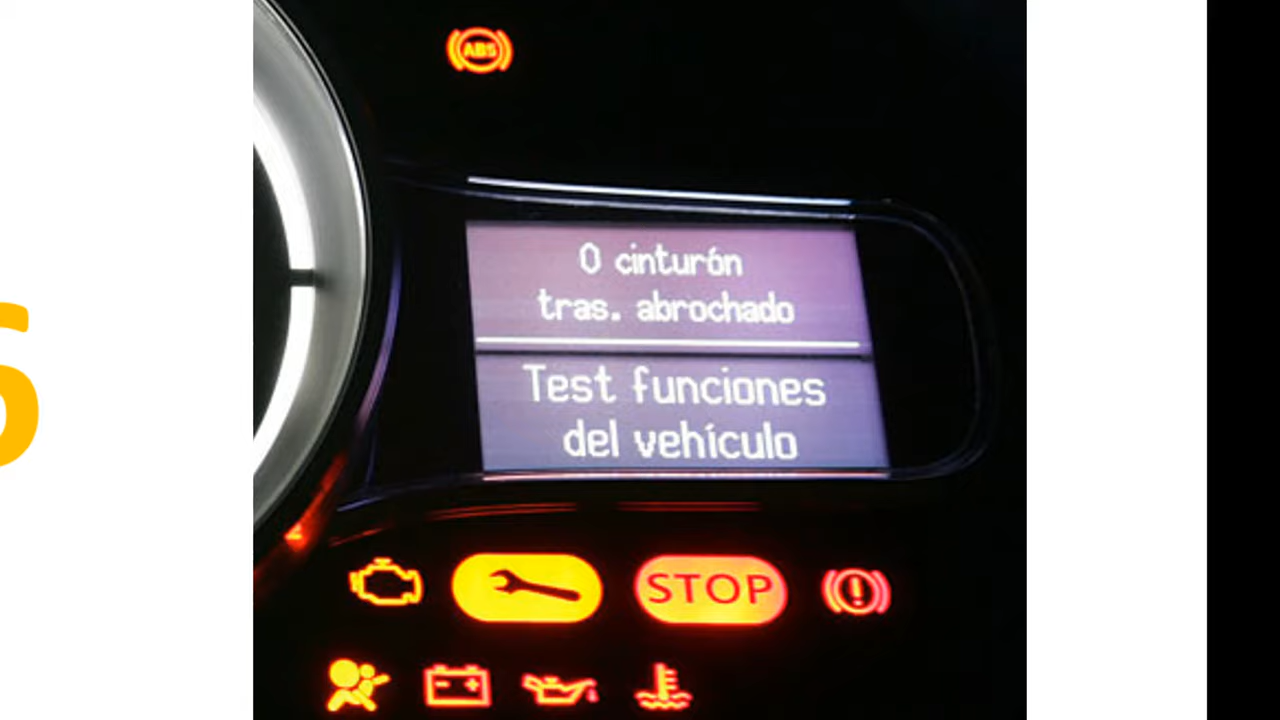 ABS
0 cinturón
tras. abrochado
Test funciones
del vehículo
STOP